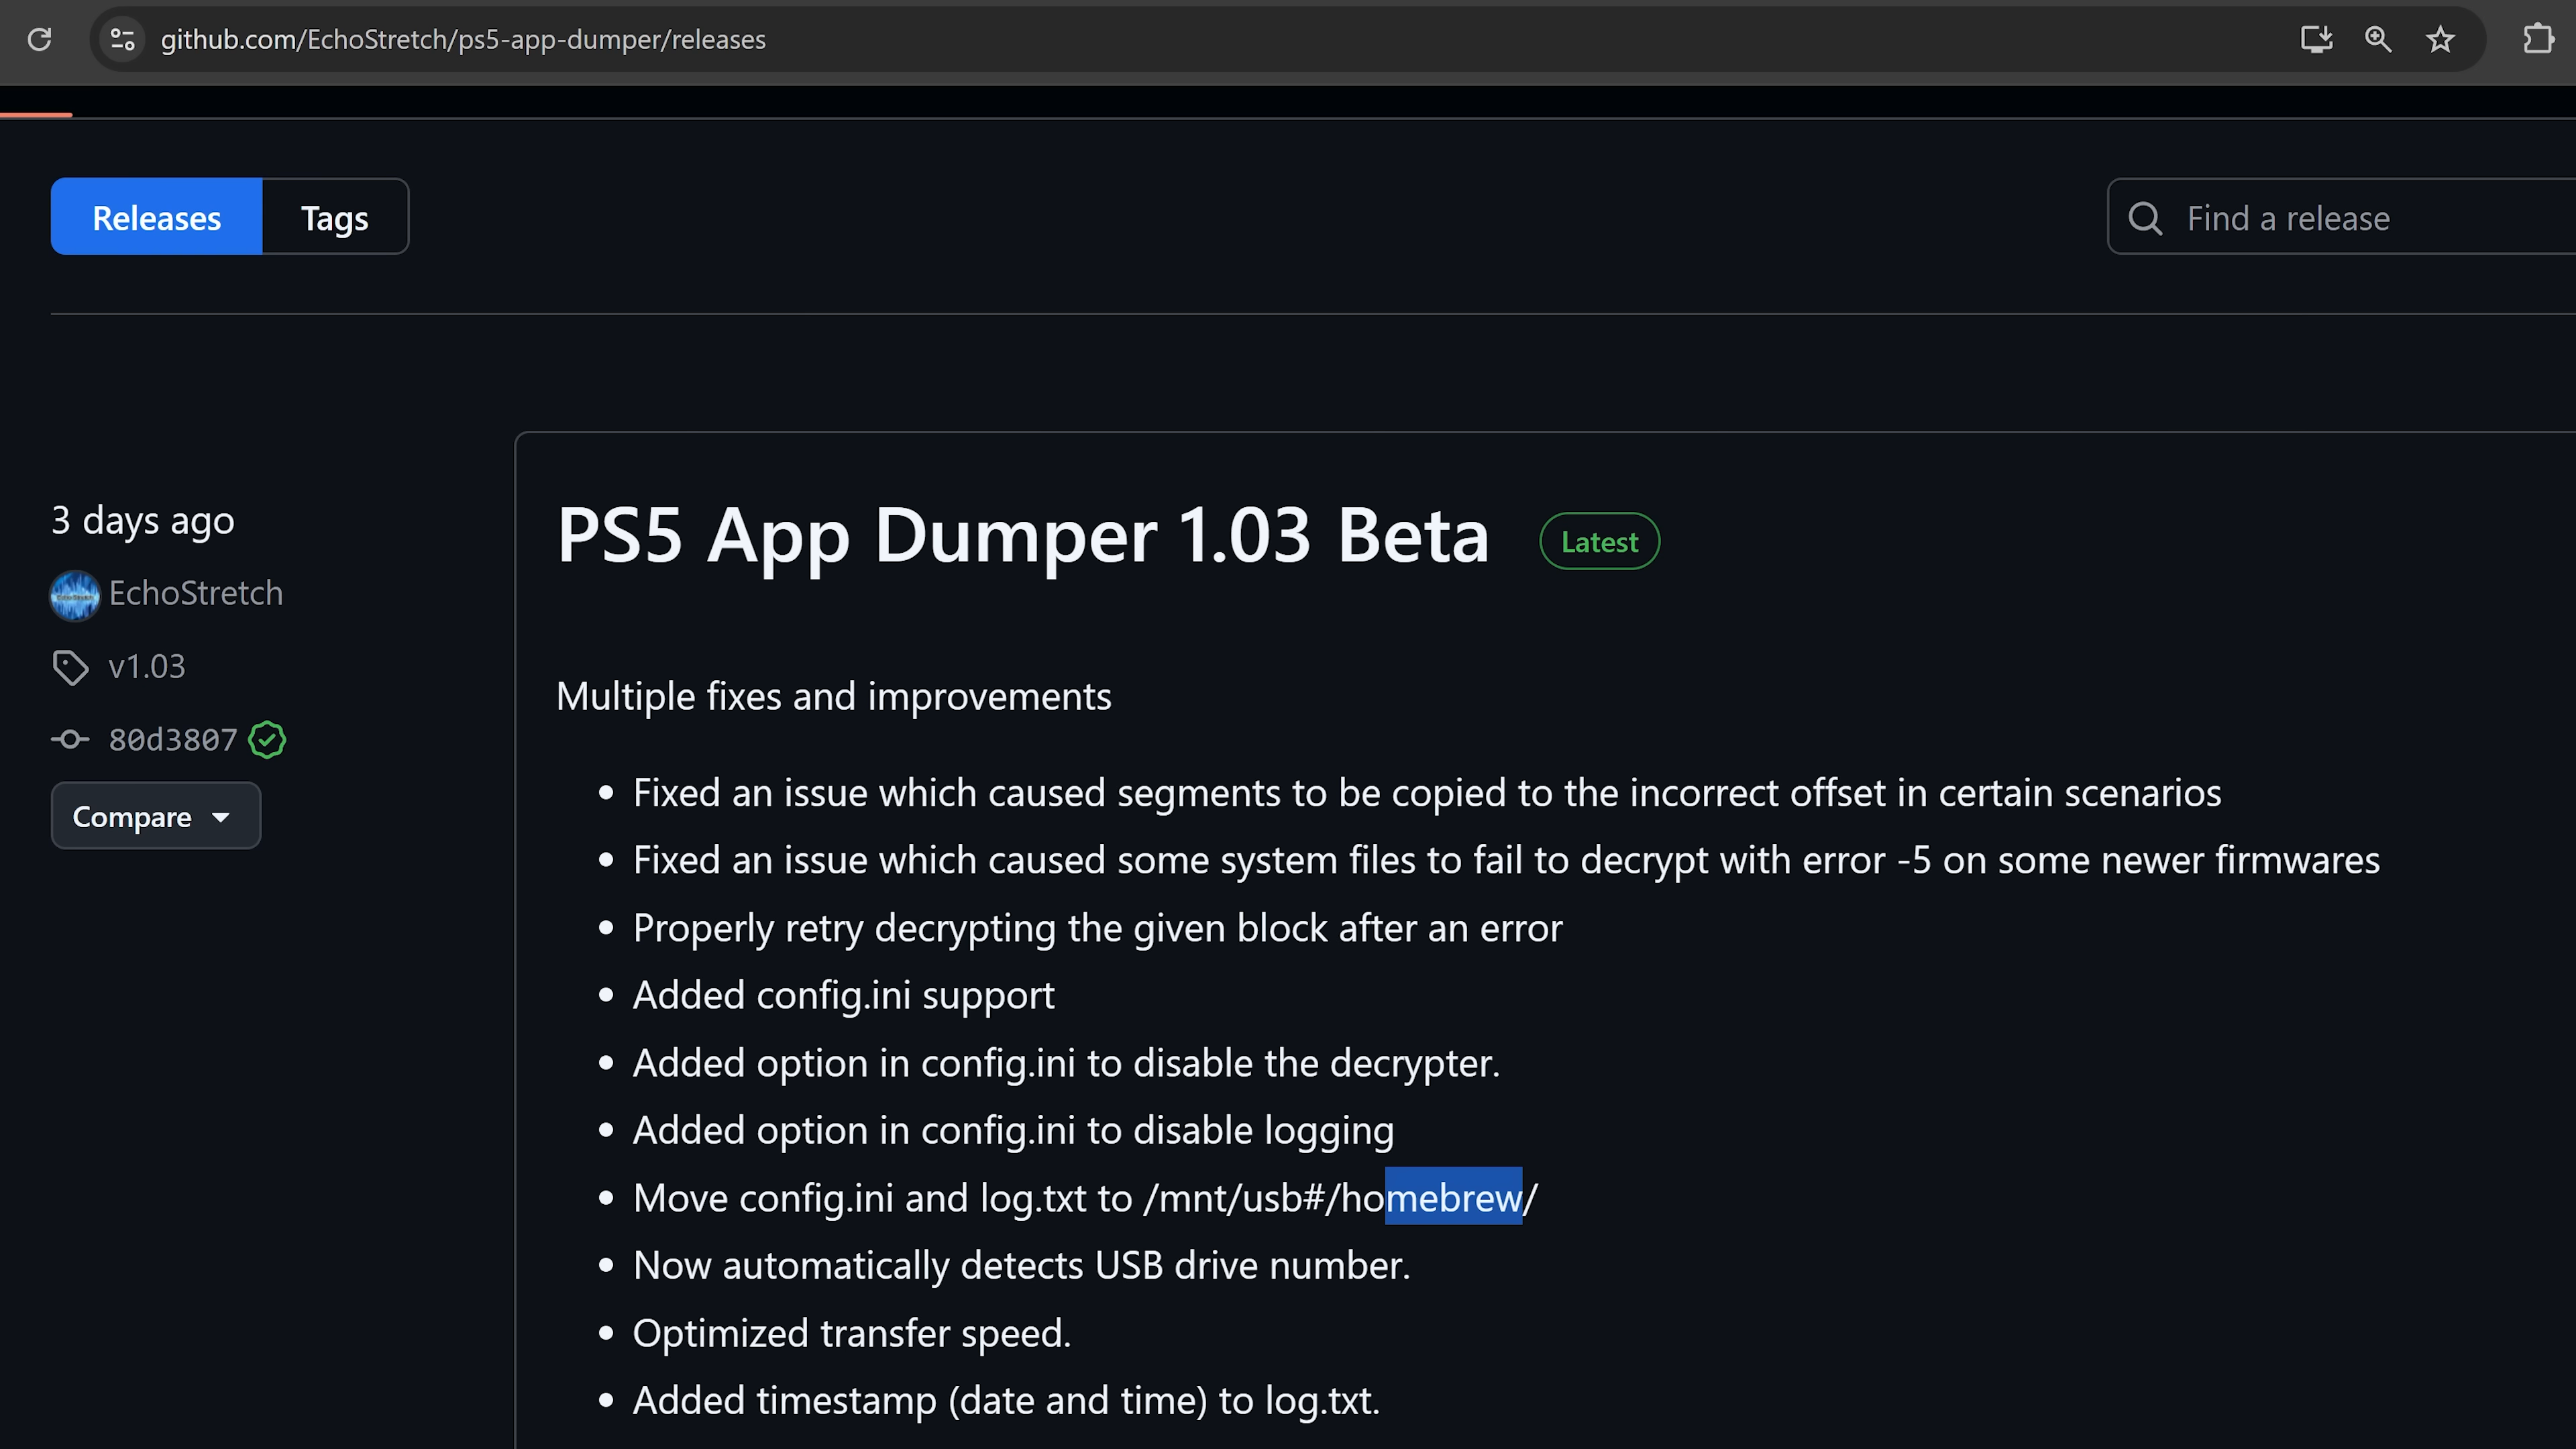 github.com/EchoStretch/ps5-app-dumper/releases
Releases
Tags
Find a release
3 days ago
EchoStretch
v1.03
80d3807
Compare
PS5 App Dumper 1.03 Beta
Latest
Multiple fixes and improvements
• Fixed an issue which caused segments to be copied to the incorrect offset in certain scenarios
• Fixed an issue which caused some system files to fail to decrypt with error -5 on some newer firmwares
• Properly retry decrypting the given block after an error
• Added config.ini support
• Added option in config.ini to disable the decrypter.
• Added option in config.ini to disable logging
• Move config.ini and log.txt to /mnt/usb#/homebrew/
• Now automatically detects USB drive number.
• Optimized transfer speed.
• Added timestamp (date and time) to log.txt.